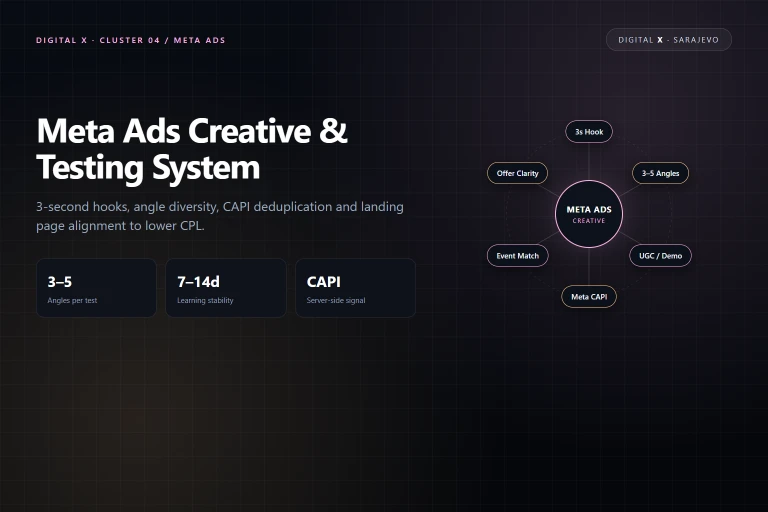 DIGITAL X · CLUSTER 04 / META ADS
DIGITAL X · SARAJEVO
Meta Ads Creative &
Testing System
3-second hooks, angle diversity, CAPI deduplication and landing
page alignment to lower CPL.
3–5
Angles per test
7–14d
Learning stability
CAPI
Server-side signal
3s Hook
Offer Clarity
3–5 Angles
META ADS
CREATIVE
Event Match
UGC / Demo
Meta CAPI